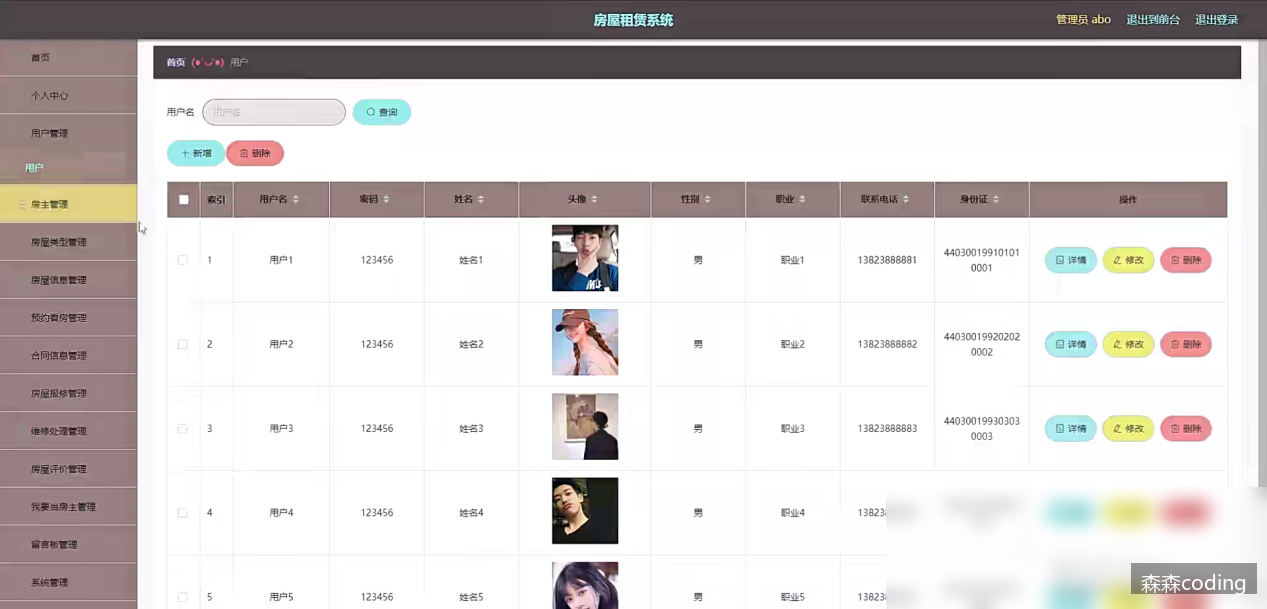 房屋租赁系统
管理员 abo 退出到前台 退出登录
首页
个人中心
用户管理
用户
房主管理
房屋类型管理
房屋信息管理
预约看房管理
合同信息管理
房屋报修管理
维修处理管理
房屋评价管理
我要当房主管理
留言板管理
系统管理
首页 (●'◡'●) 用户
用户名 用户名 查询
新增 删除
索引 用户名 密码 姓名 头像 性别 职业 联系电话 身份证 操作
1 用户1 123456 姓名1 男 职业1 13823888881 44030019910101
0001 详情 修改 删除
2 用户2 123456 姓名2 男 职业2 13823888882 44030019920202
0002 详情 修改 删除
3 用户3 123456 姓名3 男 职业3 13823888883 44030019930303
0003 详情 修改 删除
4 用户4 123456 姓名4 男 职业4 13823
5 用户5 123456 姓名5 男 职业5 13823
森森coding